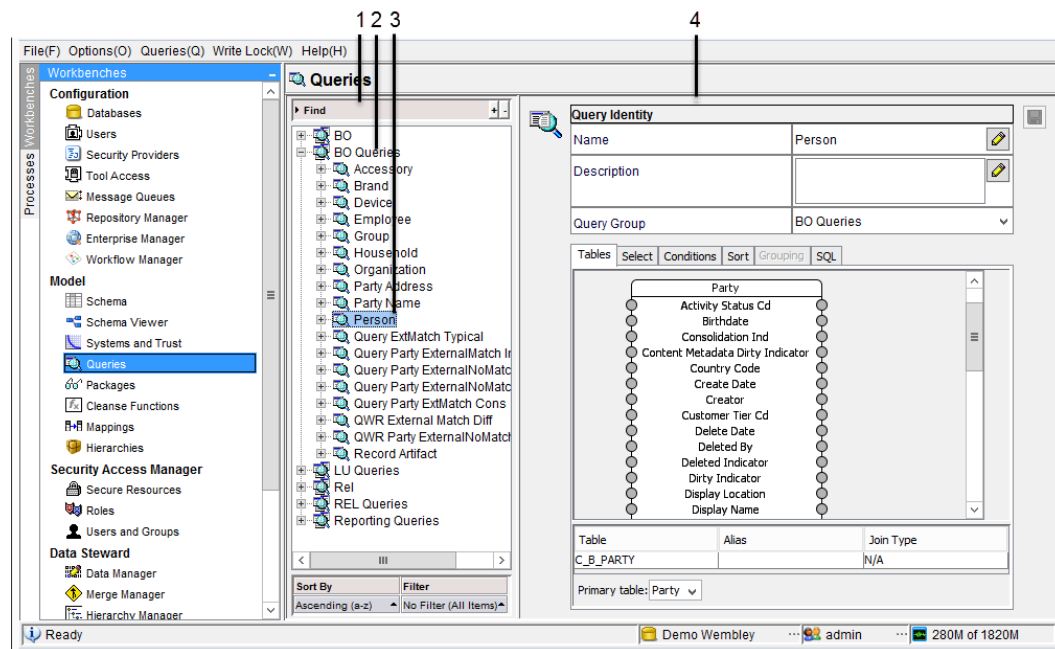 1 2 3 4
File(F) Options(O) Queries(Q) Write Lock(W) Help(H)
Workbenches
Processes
Workbenches
Configuration
Databases
Users
Security Providers
Tool Access
Message Queues
Repository Manager
Enterprise Manager
Workflow Manager
Model
Schema
Schema Viewer
Systems and Trust
Queries
Packages
Cleanse Functions
Mappings
Hierarchies
Security Access Manager
Secure Resources
Roles
Users and Groups
Data Steward
Data Manager
Merge Manager
Hierarchy Manager
Queries
Find
+ -
BO
BO Queries
Accessory
Brand
Device
Employee
Group
Household
Organization
Party Address
Party Name
Person
Query ExtMatch Typical
Query Party ExternalMatch Ir
Query Party ExternalNoMatc
Query Party ExternalNoMatc
Query Party ExtMatch Cons
QWR External Match Diff
QWR Party ExternalNoMatch
Record Artifact
LU Queries
Rel
REL Queries
Reporting Queries
Sort By Filter
Ascending (a-z) No Filter (All Items)
Query Identity
Name Person
Description
Query Group BO Queries
Tables Select Conditions Sort Grouping SQL
Party
Activity Status Cd
Birthdate
Consolidation Ind
Content Metadata Dirty Indicator
Country Code
Create Date
Creator
Customer Tier Cd
Delete Date
Deleted By
Deleted Indicator
Dirty Indicator
Display Location
Display Name
Table Alias Join Type
C_B_PARTY N/A
Primary table: Party
Ready Demo Wembley ··· admin ··· 280M of 1820M